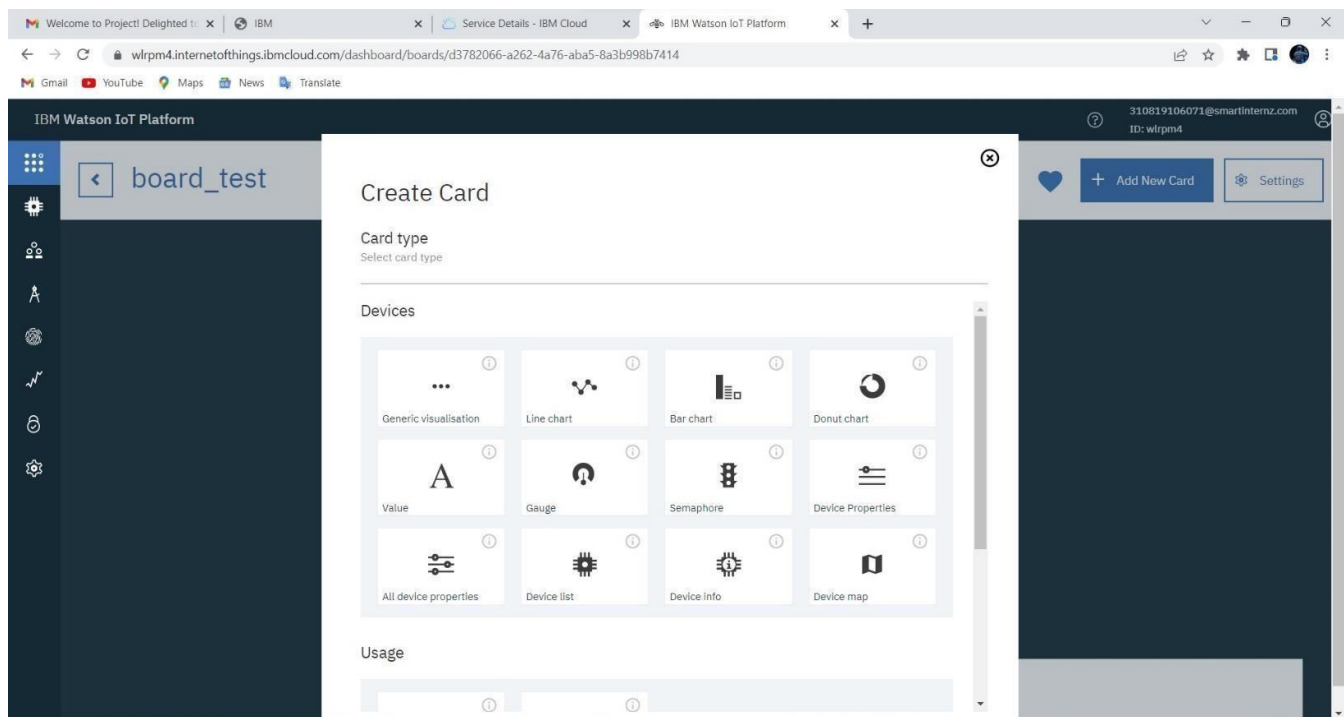 Welcome to Project! Delighted to
IBM
Service Details - IBM Cloud
IBM Watson IoT Platform
wlrpm4.internetofthings.ibmcloud.com/dashboard/boards/d3782066-a262-4a76-aba5-8a3b998b7414
Gmail YouTube Maps News Translate
IBM Watson IoT Platform
310819106071@smartinternz.com
ID: wlrpm4
board_test
+ Add New Card
Settings
Create Card
Card type
Select card type
Devices
Generic visualisation Line chart Bar chart Donut chart
A
Value Gauge Semaphore Device Properties
All device properties Device list Device info Device map
Usage